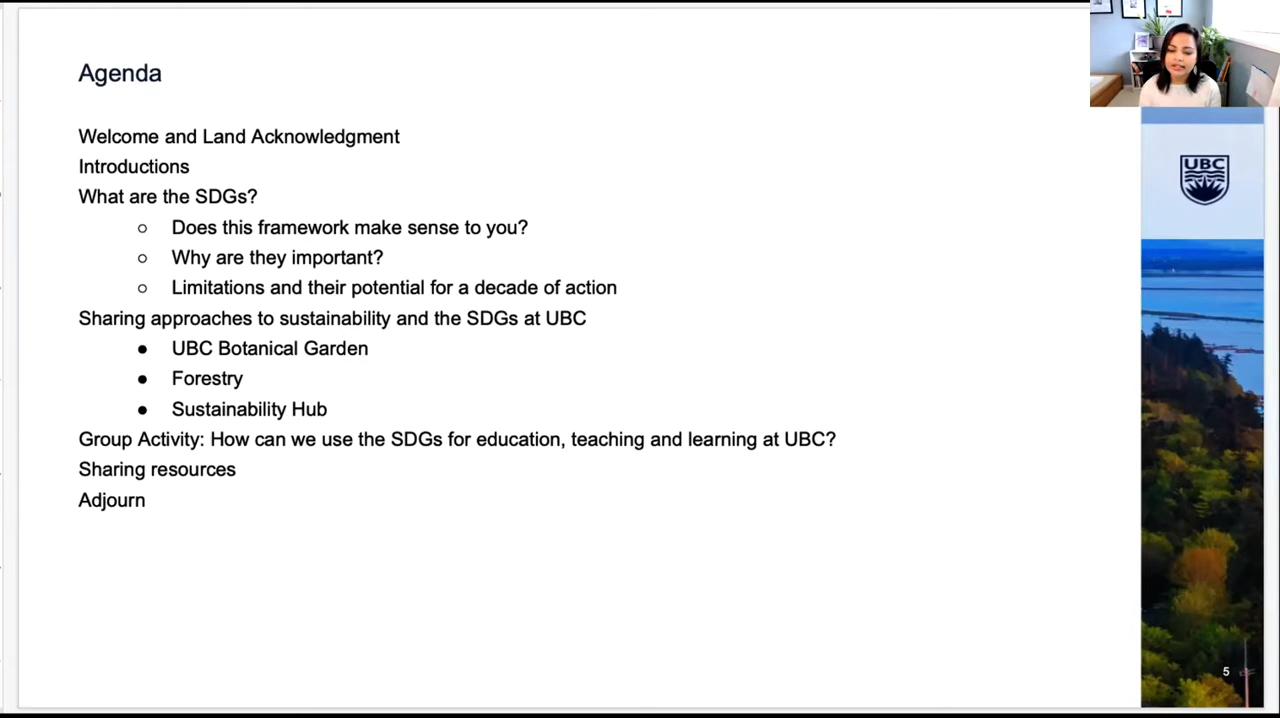 Agenda
Welcome and Land Acknowledgment
Introductions
What are the SDGs?
○ Does this framework make sense to you?
○ Why are they important?
○ Limitations and their potential for a decade of action
Sharing approaches to sustainability and the SDGs at UBC
● UBC Botanical Garden
● Forestry
● Sustainability Hub
Group Activity: How can we use the SDGs for education, teaching and learning at UBC?
Sharing resources
Adjourn
UBC
5